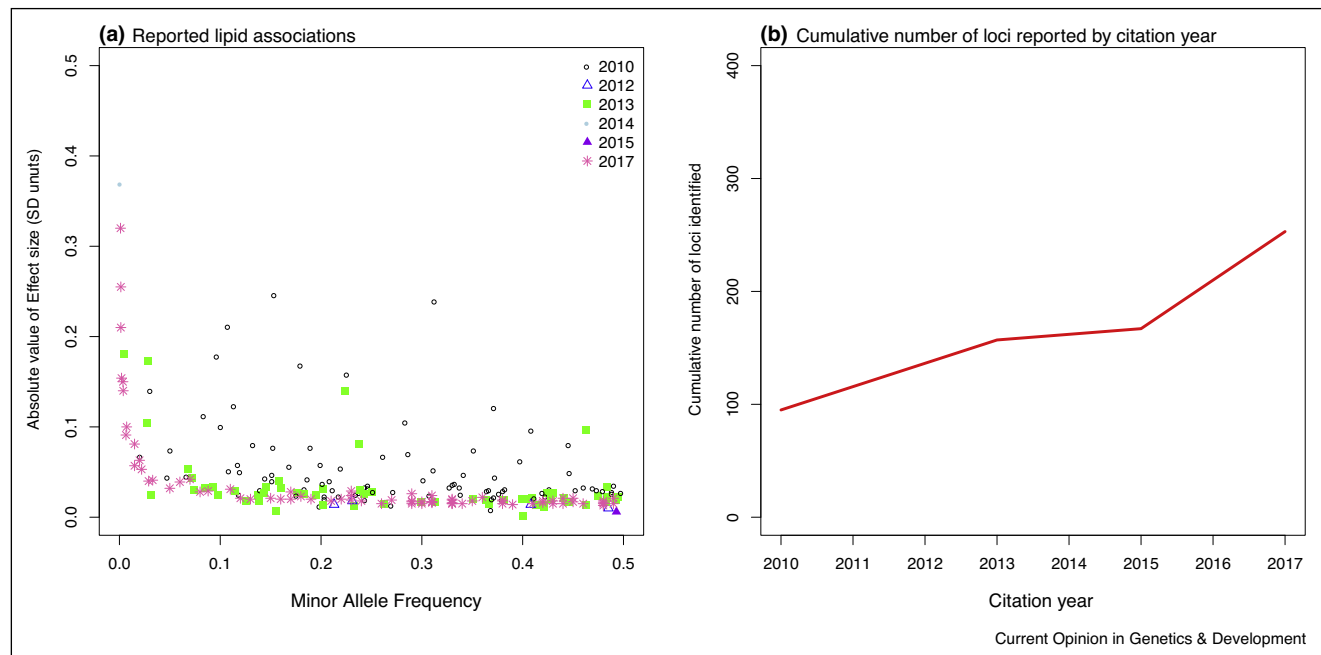 (a) Reported lipid associations
Absolute value of Effect size (SD unuts)
0.5
0.4
0.3
0.2
0.1
0.0
2010
2012
2013
2014
2015
2017
0.0 0.1 0.2 0.3 0.4 0.5
Minor Allele Frequency
(b) Cumulative number of loci reported by citation year
Cumulative number of loci identified
400
300
200
100
0
2010 2011 2012 2013 2014 2015 2016 2017
Citation year
Current Opinion in Genetics & Development